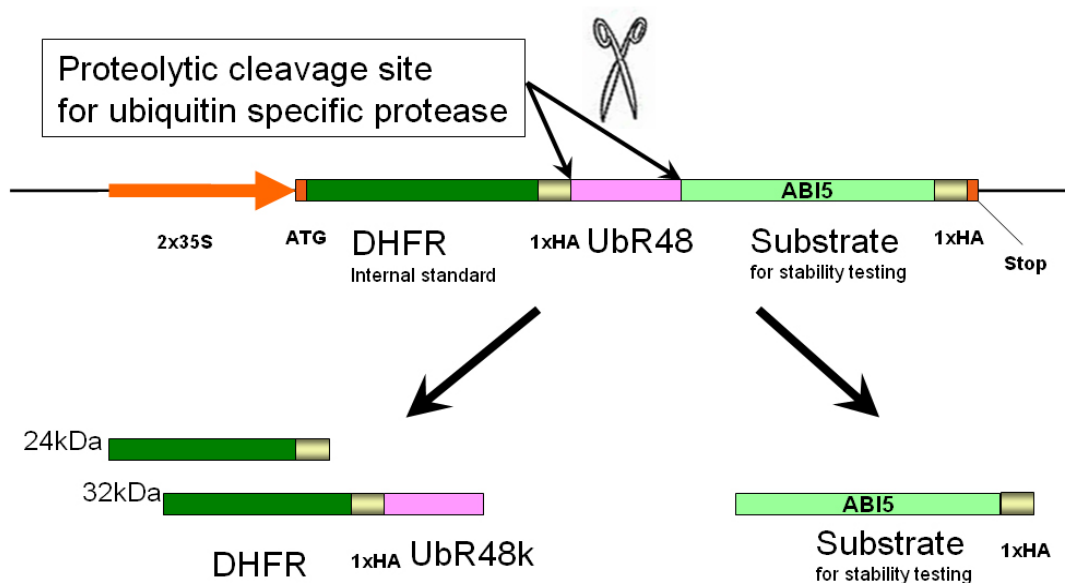 Proteolytic cleavage site
for ubiquitin specific protease
ABI5
2x35S
ATG
DHFR
Internal standard
1xHA
UbR48
Substrate
for stability testing
1xHA
Stop
24kDa
32kDa
ABI5
DHFR
1xHA
UbR48k
Substrate
for stability testing
1xHA